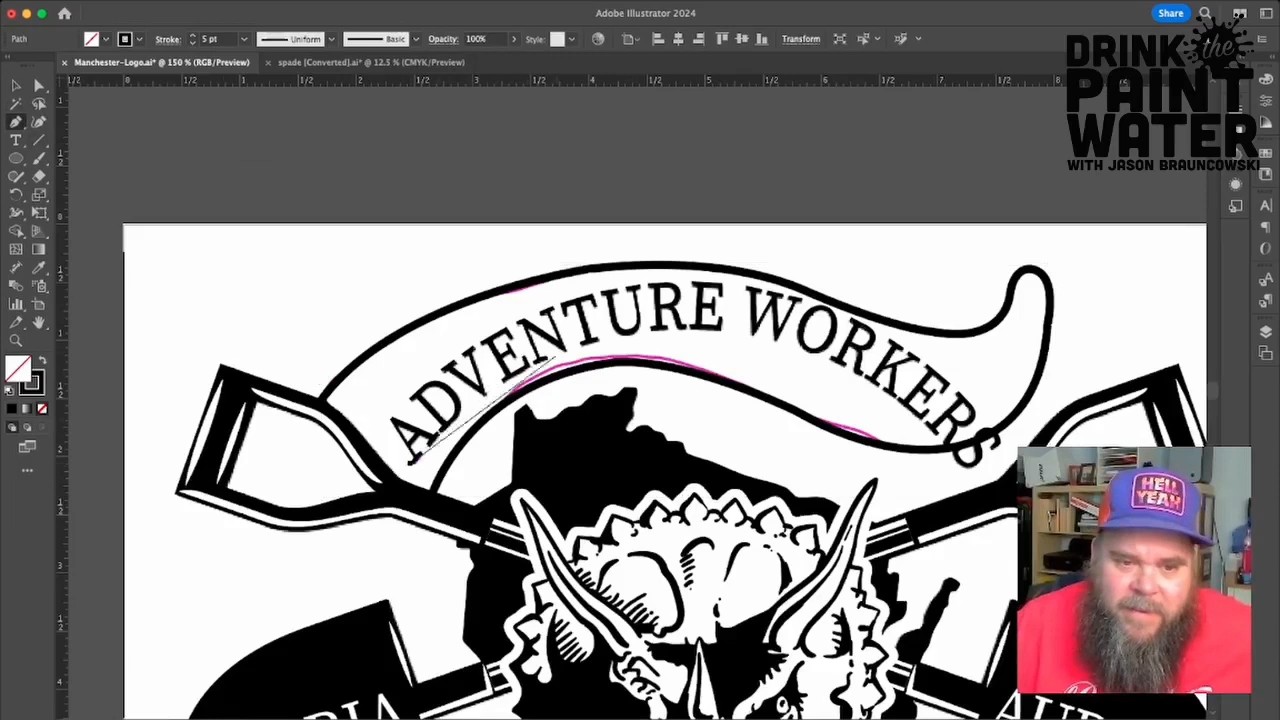 Adobe Illustrator 2024
Share
Path
Stroke:
5 pt
Uniform
Basic
Opacity:
100%
Style:
Transform
Manchester-Logo.ai* @ 150 % (RGB/Preview)
spade [Converted].ai* @ 12.5 % (CMYK/Preview)
DRINK the
PAINT
WATER
WITH JASON BRAUNCOWSKI
ADVENTURE WORKERS
HELL
YEAH